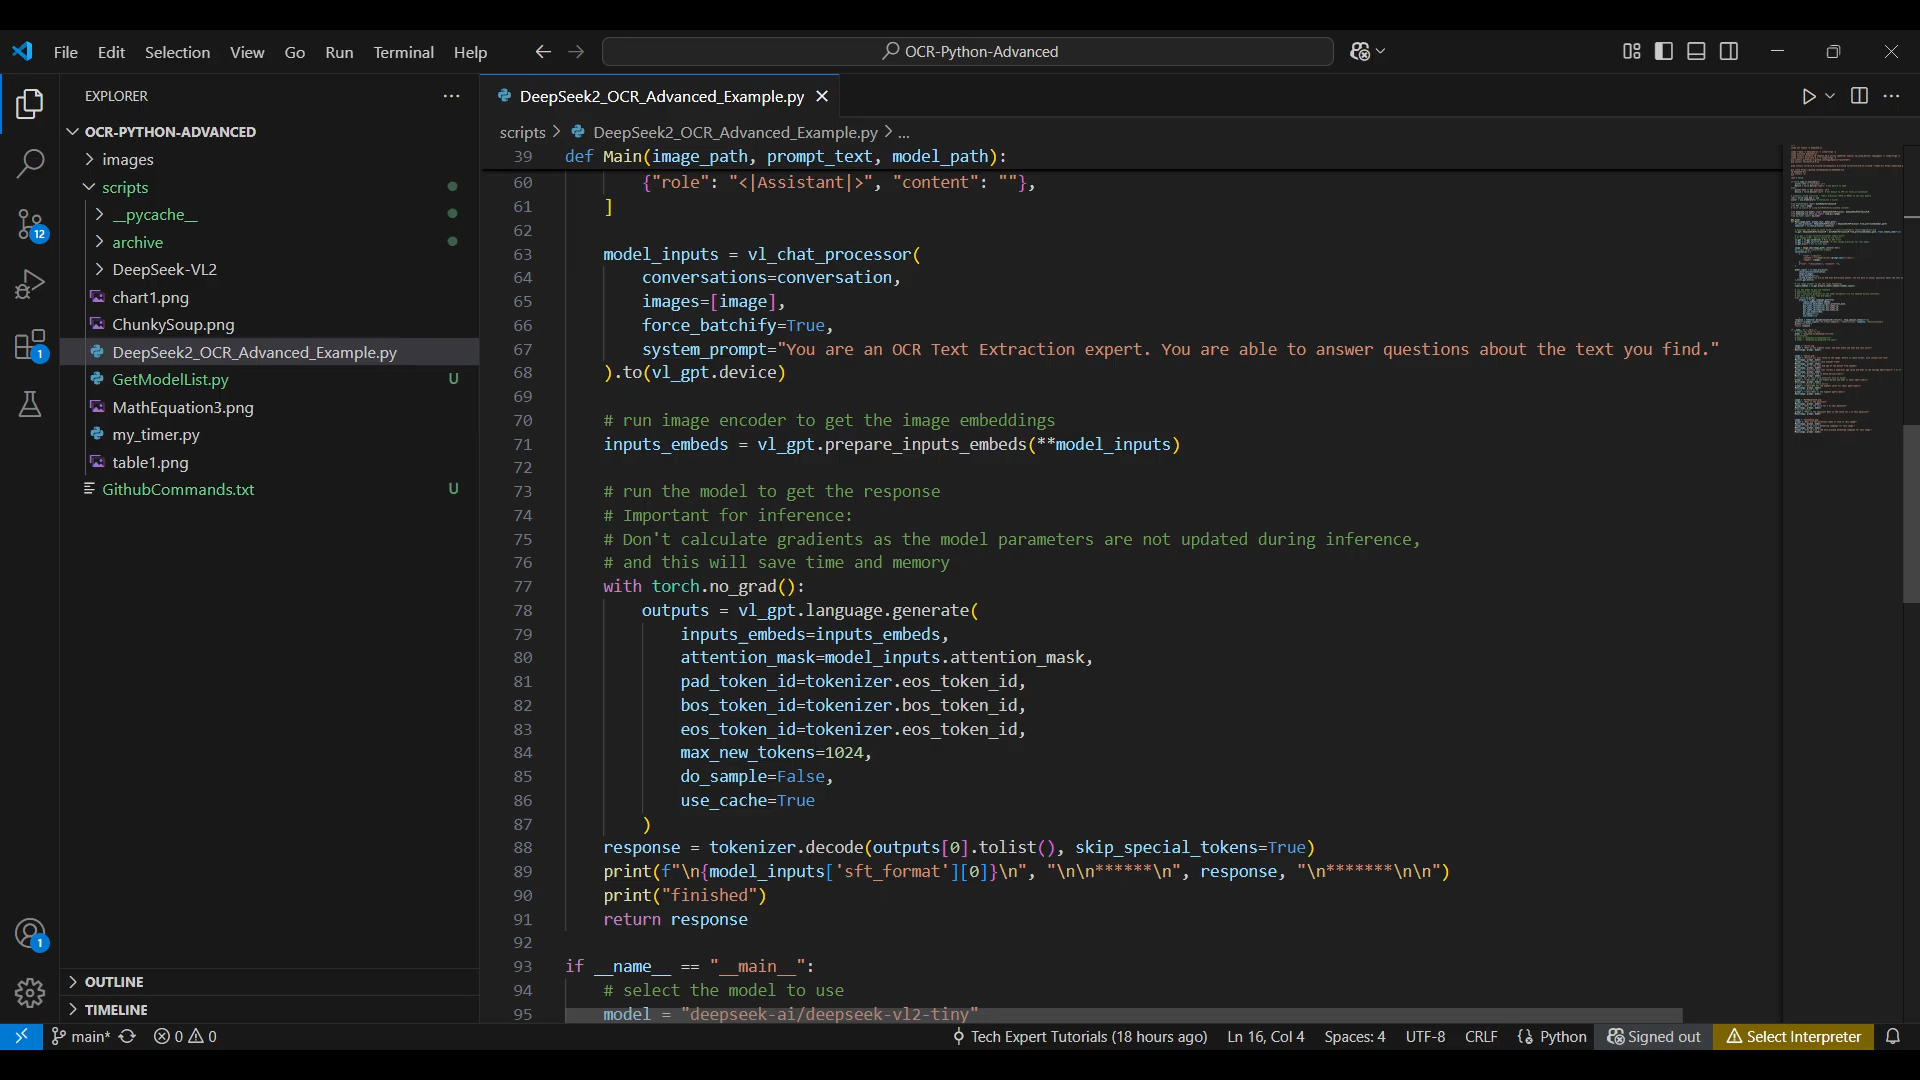 File Edit Selection View Go Run Terminal Help
OCR-Python-Advanced
EXPLORER
OCR-PYTHON-ADVANCED
images
scripts
__pycache__
archive
DeepSeek-VL2
chart1.png
ChunkySoup.png
DeepSeek2_OCR_Advanced_Example.py
GetModelList.py U
MathEquation3.png
my_timer.py
table1.png
GithubCommands.txt U
12
1
1
OUTLINE
TIMELINE
DeepSeek2_OCR_Advanced_Example.py
scripts > DeepSeek2_OCR_Advanced_Example.py > ...
39 def Main(image_path, prompt_text, model_path):
60 {"role": "<|Assistant|>", "content": ""},
61 ]
62
63 model_inputs = vl_chat_processor(
64 conversations=conversation,
65 images=[image],
66 force_batchify=True,
67 system_prompt="You are an OCR Text Extraction expert. You are able to answer questions about the text you find."
68 ).to(vl_gpt.device)
69
70 # run image encoder to get the image embeddings
71 inputs_embeds = vl_gpt.prepare_inputs_embeds(**model_inputs)
72
73 # run the model to get the response
74 # Important for inference:
75 # Don't calculate gradients as the model parameters are not updated during inference,
76 # and this will save time and memory
77 with torch.no_grad():
78 outputs = vl_gpt.language.generate(
79 inputs_embeds=inputs_embeds,
80 attention_mask=model_inputs.attention_mask,
81 pad_token_id=tokenizer.eos_token_id,
82 bos_token_id=tokenizer.bos_token_id,
83 eos_token_id=tokenizer.eos_token_id,
84 max_new_tokens=1024,
85 do_sample=False,
86 use_cache=True
87 )
88 response = tokenizer.decode(outputs[0].tolist(), skip_special_tokens=True)
89 print(f"\n{model_inputs['sft_format'][0]}\n", "\n\n******\n", response, "\n*******\n\n")
90 print("finished")
91 return response
92
93 if __name__ == "__main__":
94 # select the model to use
95 model = "deepseek-ai/deepseek-vl2-tiny"
main* 0 0 Tech Expert Tutorials (18 hours ago) Ln 16, Col 4 Spaces: 4 UTF-8 CRLF {} Python Signed out Select Interpreter